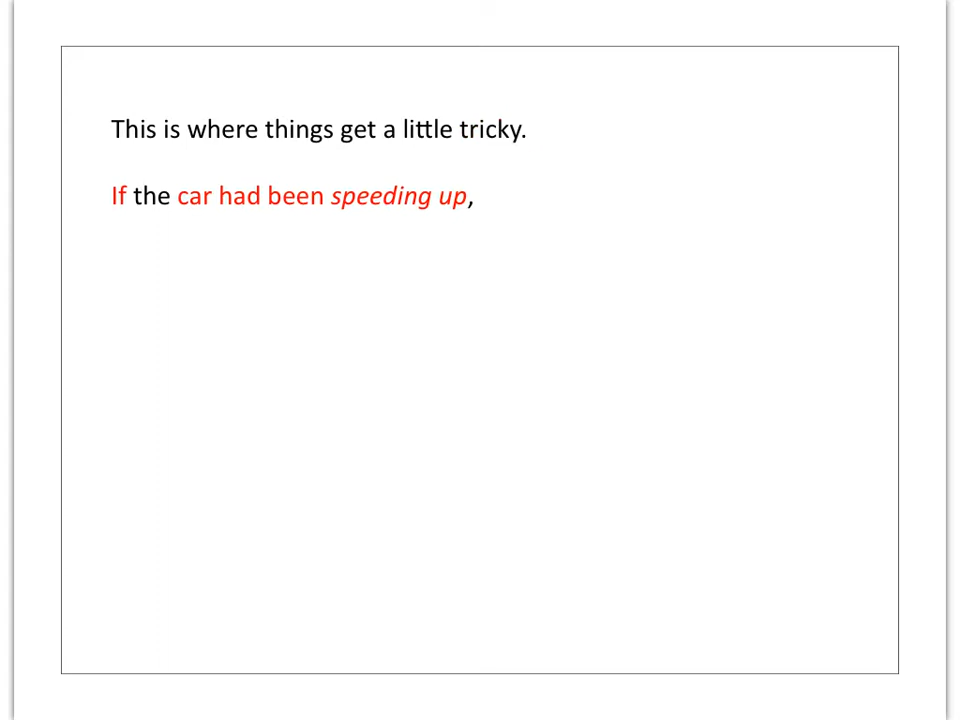 This is where things get a little tricky.
If the car had been speeding up,